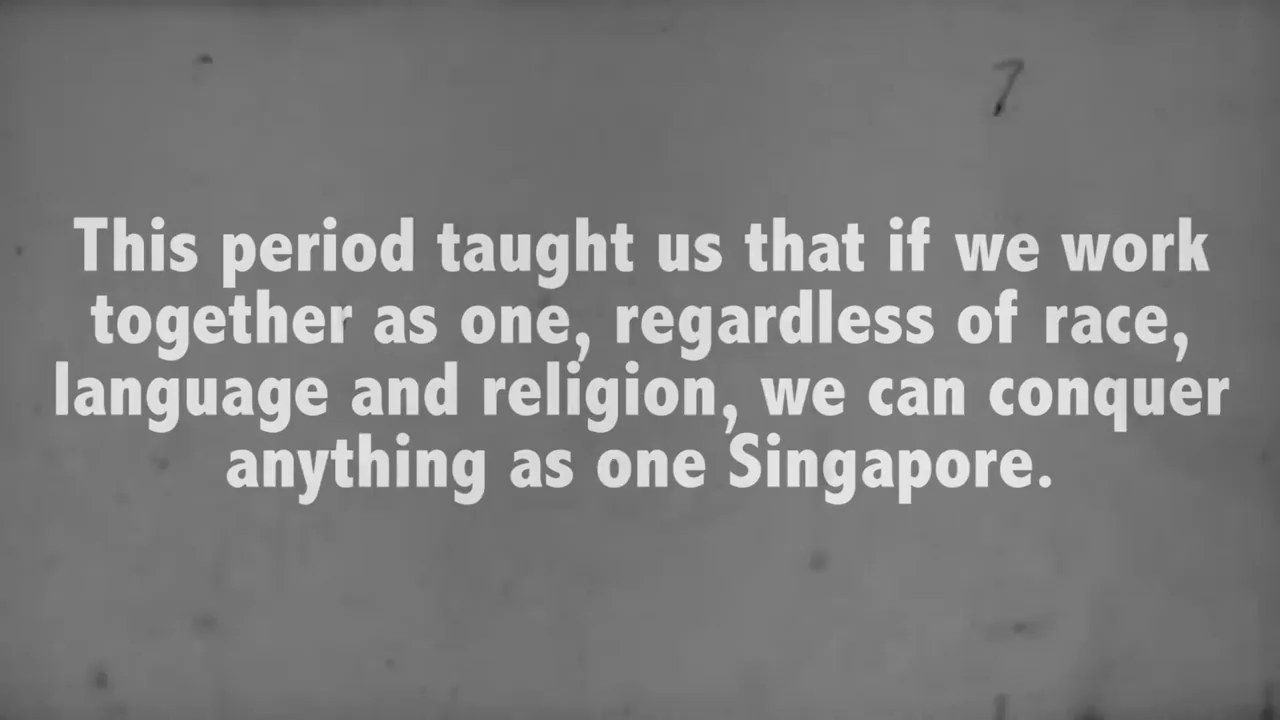 This period taught us that if we work
together as one, regardless of race,
language and religion, we can conquer
anything as one Singapore.